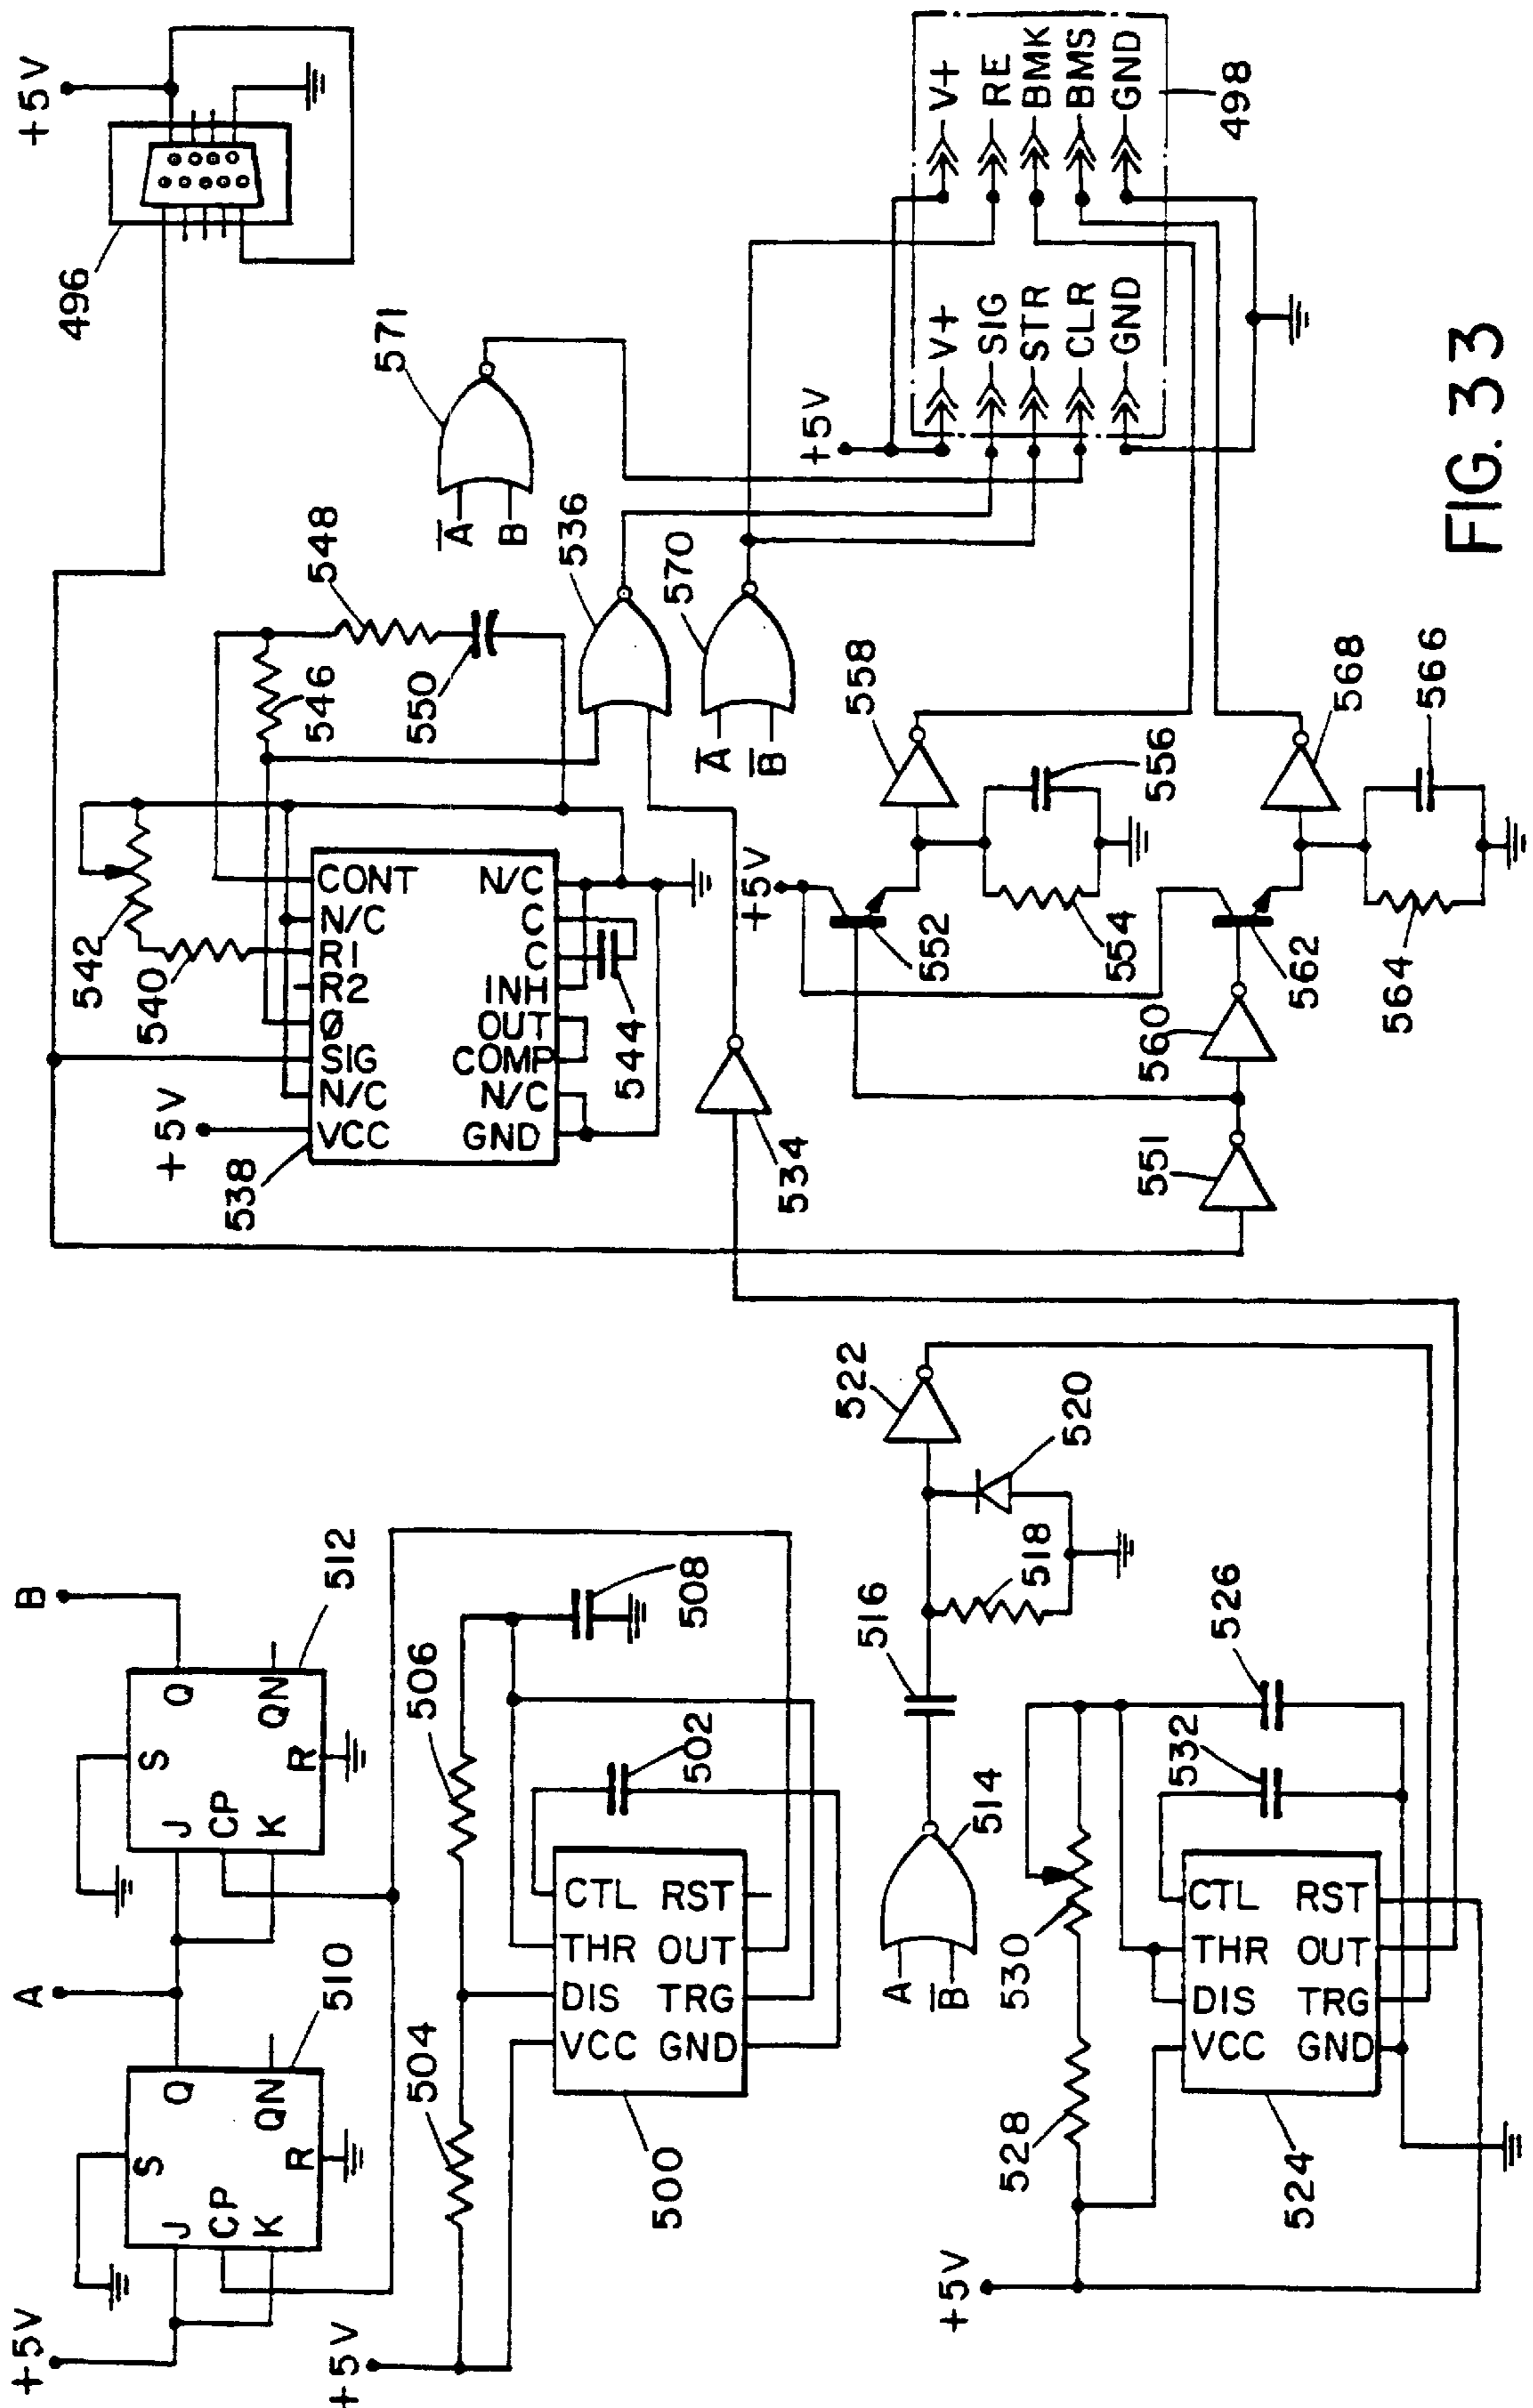 +5V
A
B
J
CP
K
S
R
Q
QN
510
J
CP
K
S
R
Q
QN
512
+5V
504
506
508
502
VCC
DIS
THR
CTL
GND
TRG
OUT
RST
500
A
B̅
514
516
518
520
522
+5V
528
530
532
526
VCC
DIS
THR
CTL
GND
TRG
OUT
RST
524
+5V
538
VCC
N/C
SIG
Ø
R2
R1
N/C
CONT
GND
N/C
COMP
OUT
INH
C
C
N/C
540
542
544
546
548
550
534
536
A̅
B̅
570
A̅
B
571
496
+5V
551
560
+5V
552
554
556
558
562
564
566
568
+5V
V+
SIG
STR
CLR
GND
V+
RE
BMK
BMS
GND
498
FIG. 33